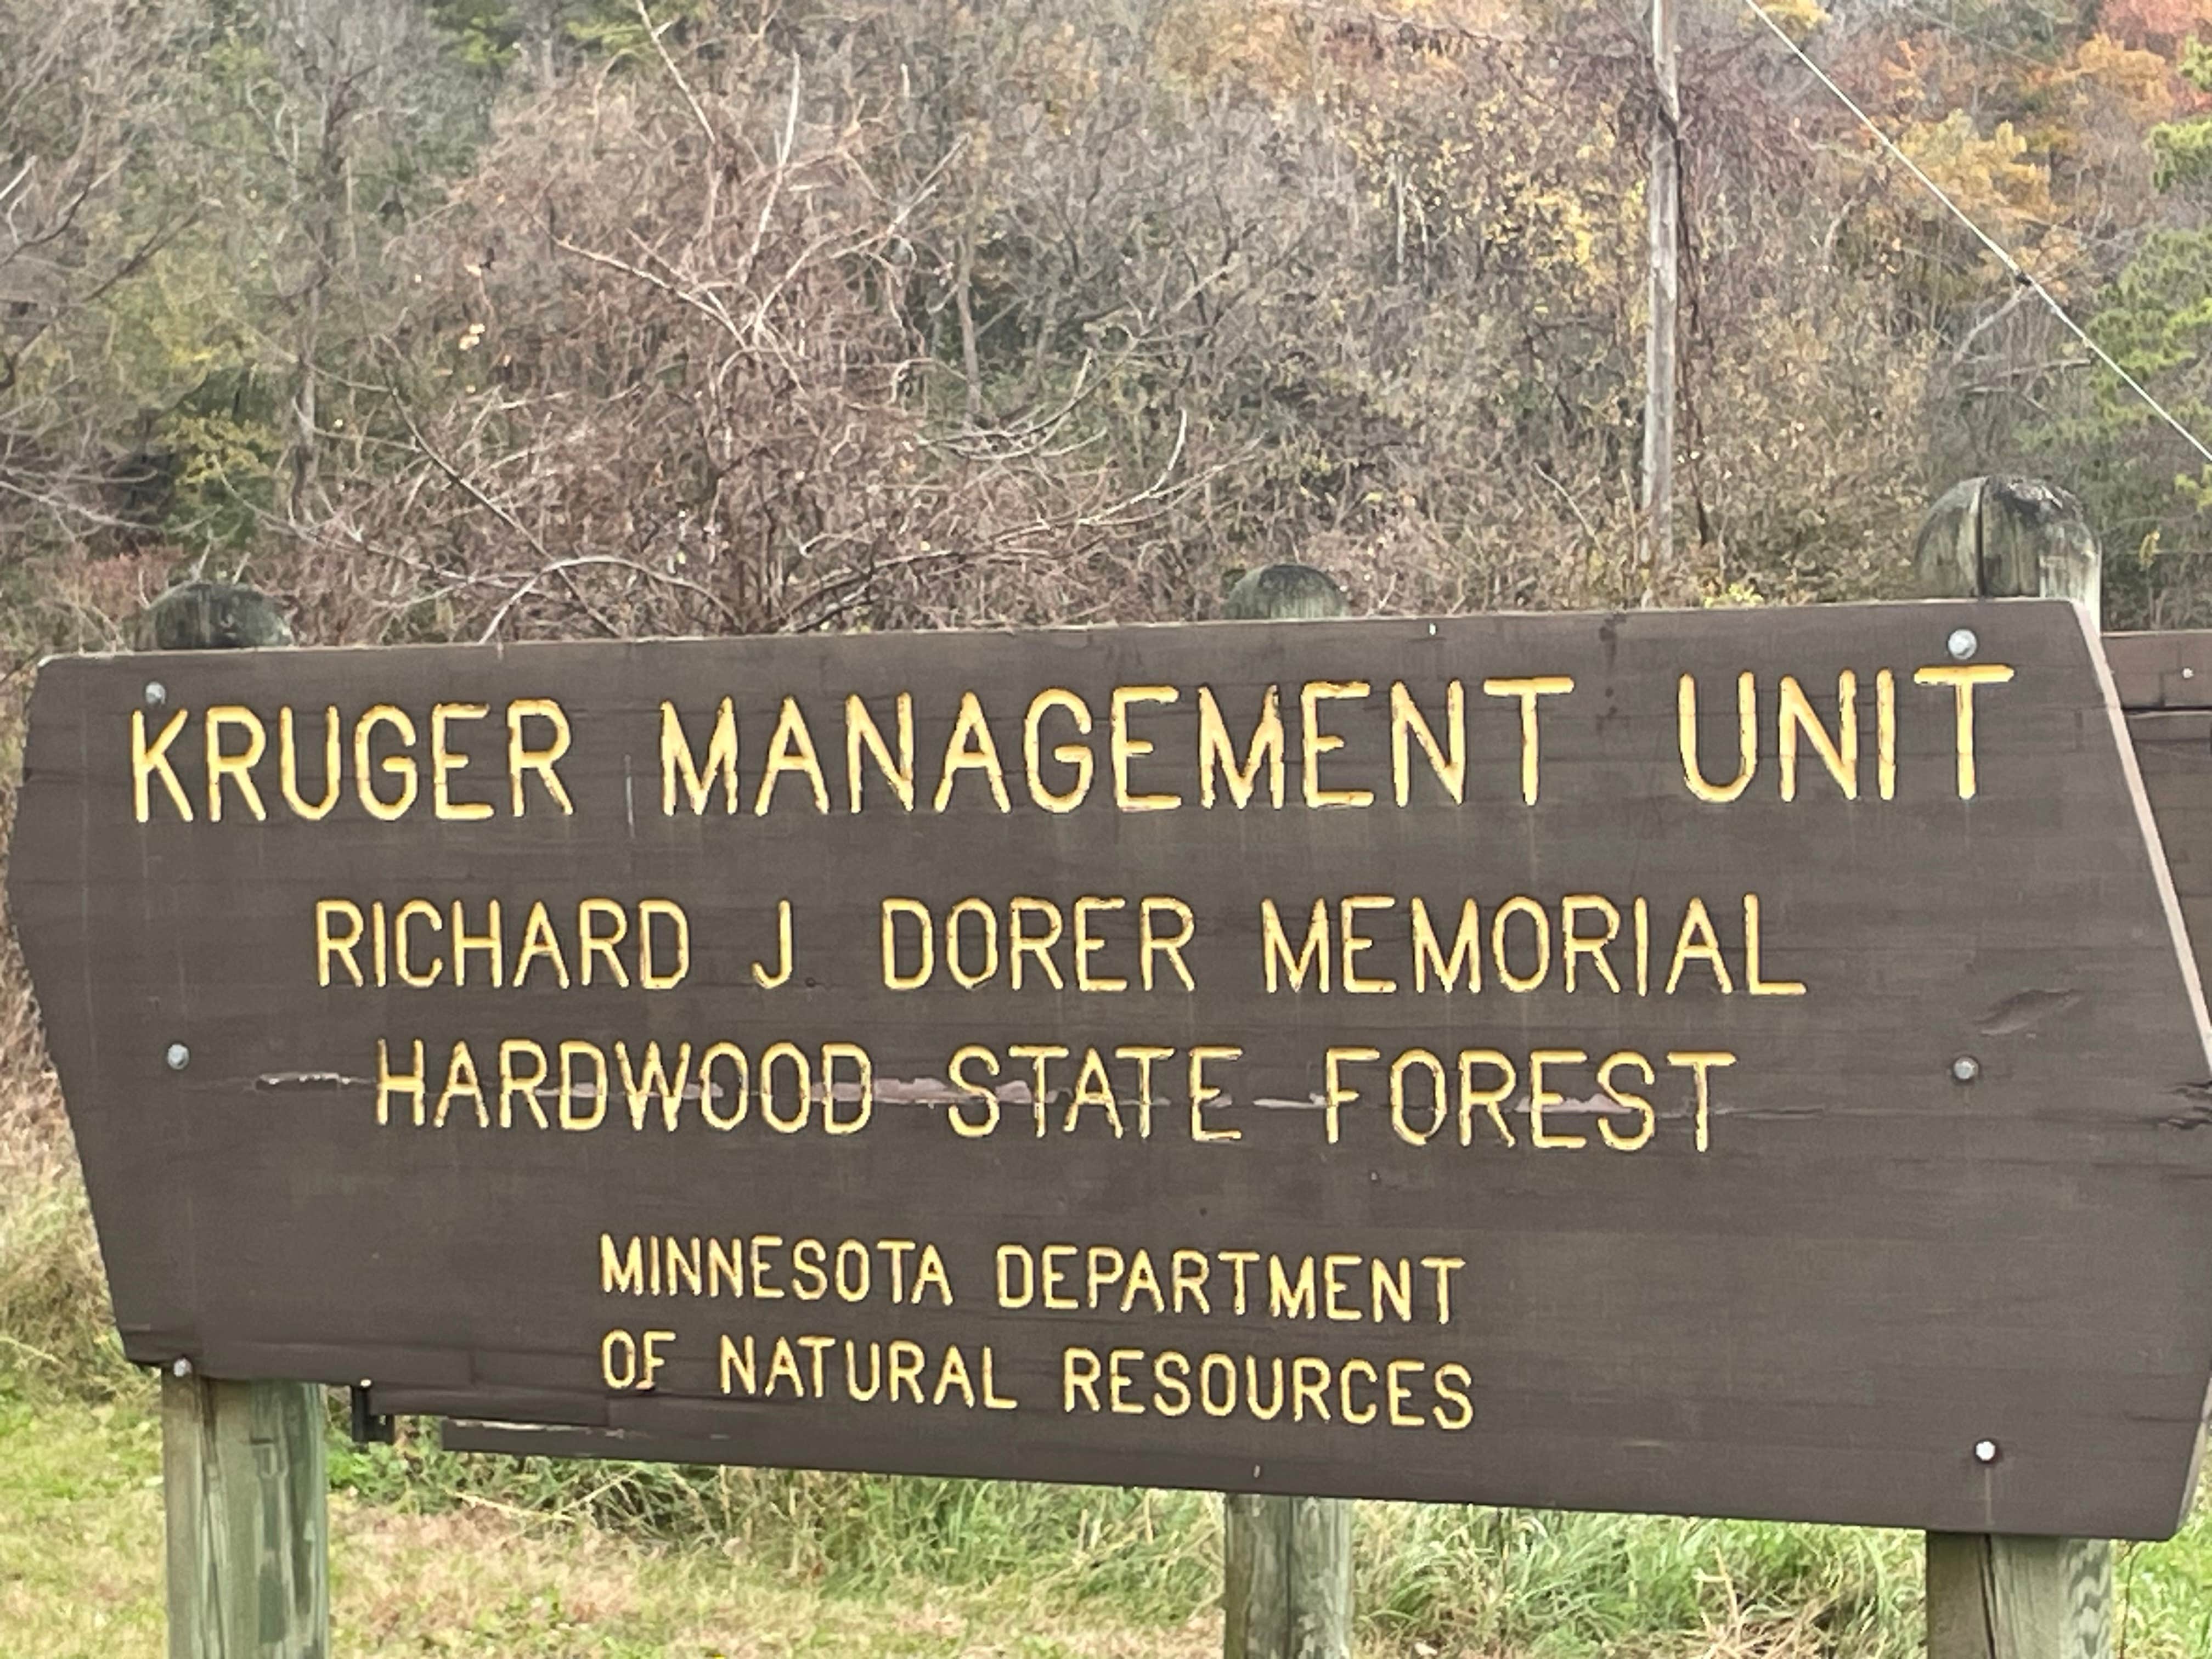 KRUGER MANAGEMENT UNIT
RICHARD J DORER MEMORIAL
HARDWOOD STATE FOREST
MINNESOTA DEPARTMENT
OF NATURAL RESOURCES